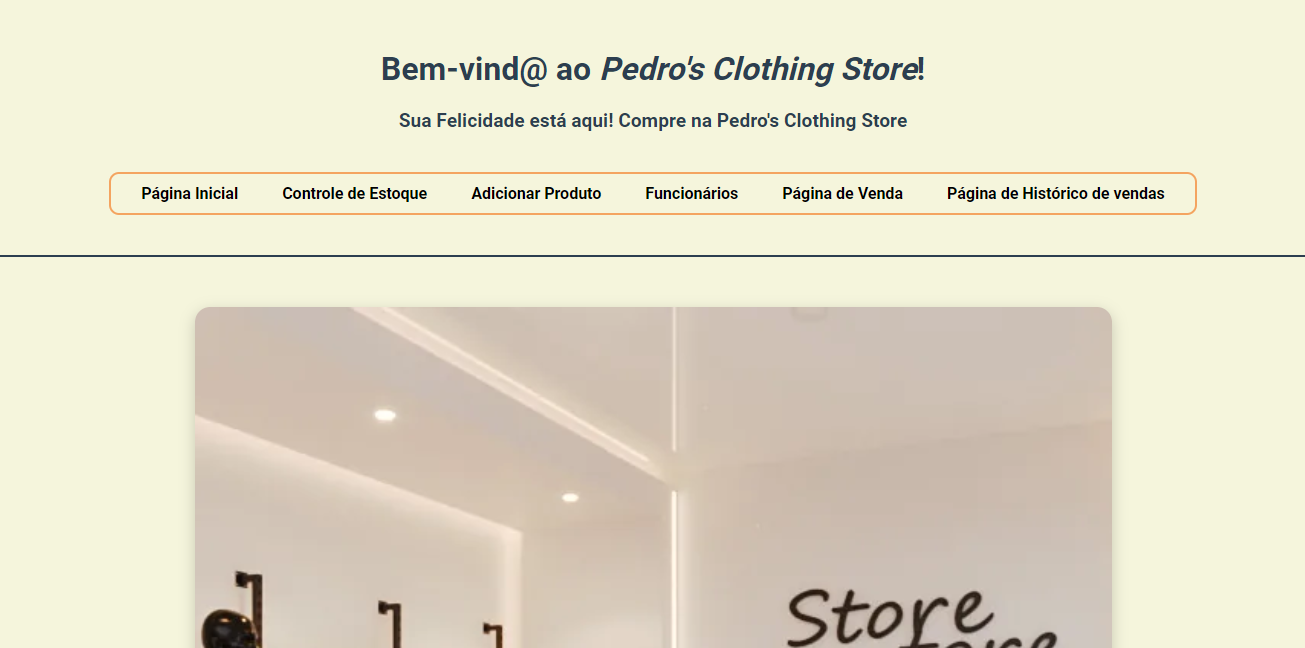 Bem-vind@ ao Pedro's Clothing Store!
Sua Felicidade está aqui! Compre na Pedro's Clothing Store
Página Inicial Controle de Estoque Adicionar Produto Funcionários Página de Venda Página de Histórico de vendas
Store